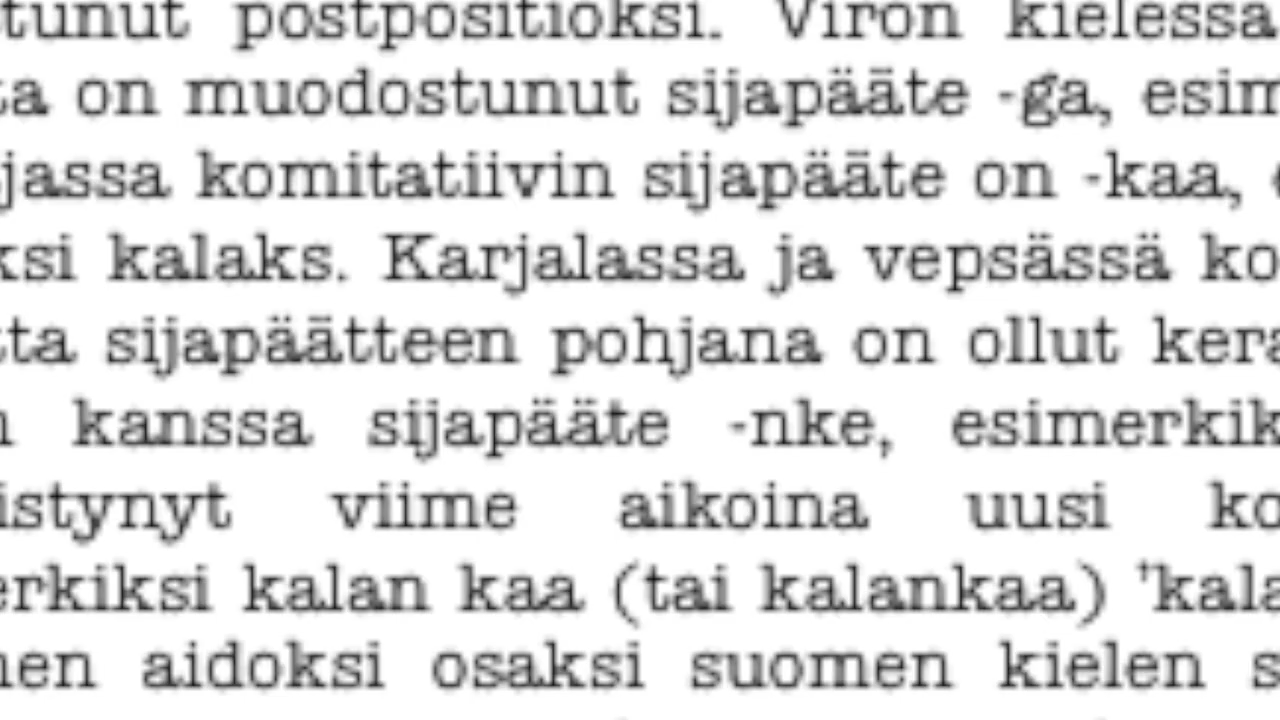 tunut postpositioksi. Viron kielessä
ta on muodostunut sijapääte -ga, esim
jassa komitatiivin sijapääte on -kaa,
ksi kalaks. Karjalassa ja vepsässä ko
tta sijapäätteen pohjana on ollut kera
n kanssa sijapääte -nke, esimerkik
istynyt viime aikoina uusi ko
erkiksi kalan kaa (tai kalankaa) 'kala
nen aidoksi osaksi suomen kielen s